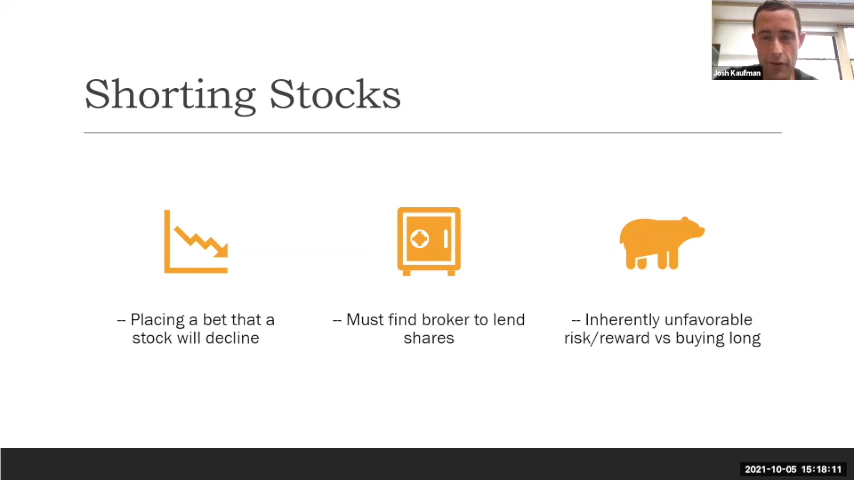 Josh Kaufman
Shorting Stocks
-- Placing a bet that a
stock will decline
-- Must find broker to lend
shares
-- Inherently unfavorable
risk/reward vs buying long
2021-10-05 15:18:11